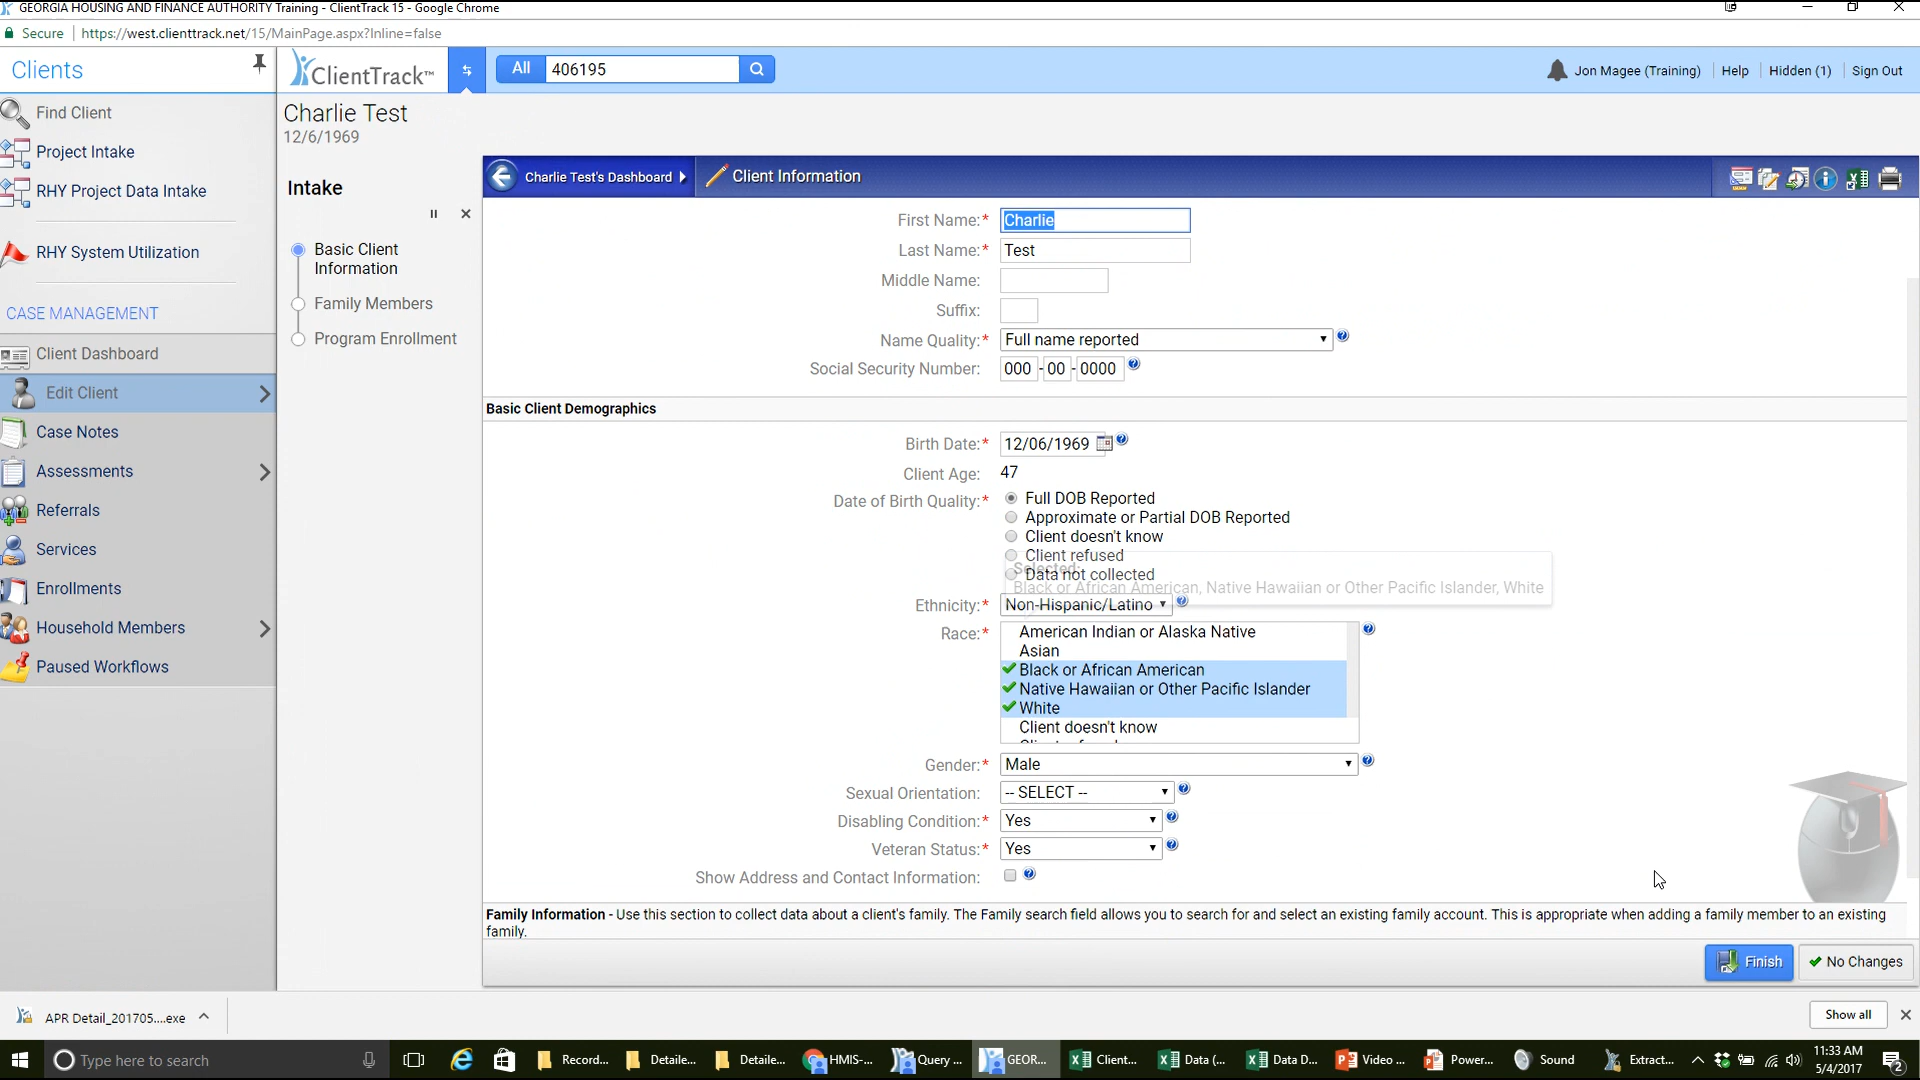 GEORGIA HOUSING AND FINANCE AUTHORITY Training - ClientTrack 15 - Google Chrome
Secure | https://west.clienttrack.net/15/MainPage.aspx?Inline=false
Clients
ClientTrack™
All 406195
Jon Magee (Training) | Help | Hidden (1) | Sign Out
Find Client
Project Intake
RHY Project Data Intake
RHY System Utilization
CASE MANAGEMENT
Client Dashboard
Edit Client
Case Notes
Assessments
Referrals
Services
Enrollments
Household Members
Paused Workflows
Charlie Test
12/6/1969
Intake
Basic Client
Information
Family Members
Program Enrollment
Charlie Test's Dashboard
Client Information
First Name:* Charlie
Last Name:* Test
Middle Name:
Suffix:
Name Quality:* Full name reported
Social Security Number: 000 - 00 - 0000
Basic Client Demographics
Birth Date:* 12/06/1969
Client Age: 47
Date of Birth Quality:* Full DOB Reported
Approximate or Partial DOB Reported
Client doesn't know
Client refused
Selected:
Data not collected
Black or African American, Native Hawaiian or Other Pacific Islander, White
Ethnicity:* Non-Hispanic/Latino
Race:* American Indian or Alaska Native
Asian
Black or African American
Native Hawaiian or Other Pacific Islander
White
Client doesn't know
Gender:* Male
Sexual Orientation: -- SELECT --
Disabling Condition:* Yes
Veteran Status:* Yes
Show Address and Contact Information:
Family Information - Use this section to collect data about a client's family. The Family search field allows you to search for and select an existing family account. This is appropriate when adding a family member to an existing
family.
Finish
No Changes
APR Detail_201705....exe
Show all
Type here to search
Record...
Detaile...
Detaile...
HMIS-...
Query ...
GEOR...
Client...
Data (...
Data D...
Video ...
Power...
Sound
Extract...
11:33 AM
5/4/2017
2